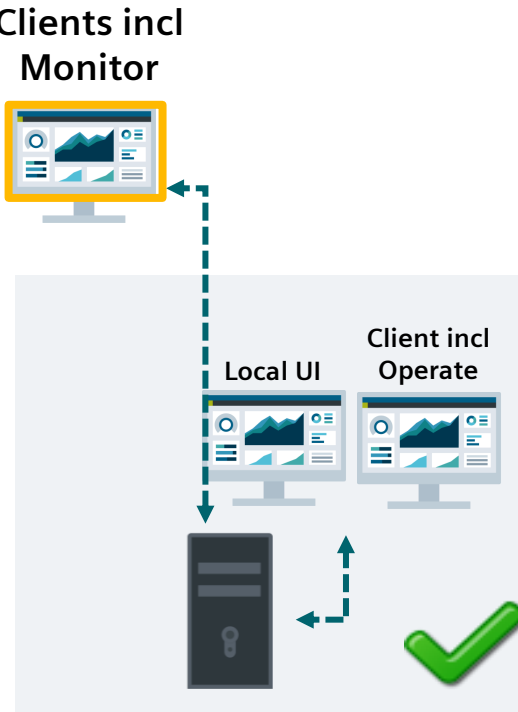 Clients incl
Monitor
Client incl
Operate
Local UI